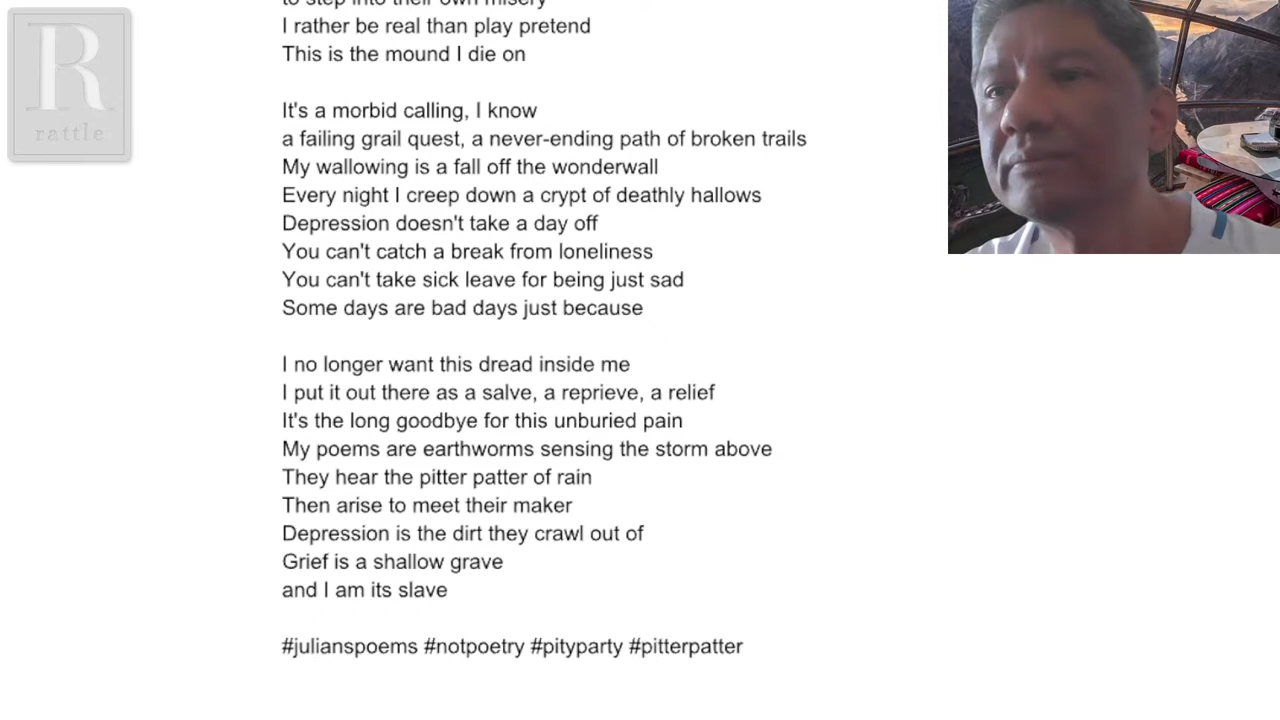 R
rattle
to step into their own misery
I rather be real than play pretend
This is the mound I die on
It's a morbid calling, I know
a failing grail quest, a never-ending path of broken trails
My wallowing is a fall off the wonderwall
Every night I creep down a crypt of deathly hallows
Depression doesn't take a day off
You can't catch a break from loneliness
You can't take sick leave for being just sad
Some days are bad days just because
I no longer want this dread inside me
I put it out there as a salve, a reprieve, a relief
It's the long goodbye for this unburied pain
My poems are earthworms sensing the storm above
They hear the pitter patter of rain
Then arise to meet their maker
Depression is the dirt they crawl out of
Grief is a shallow grave
and I am its slave
#julianspoems #notpoetry #pityparty #pitterpatter